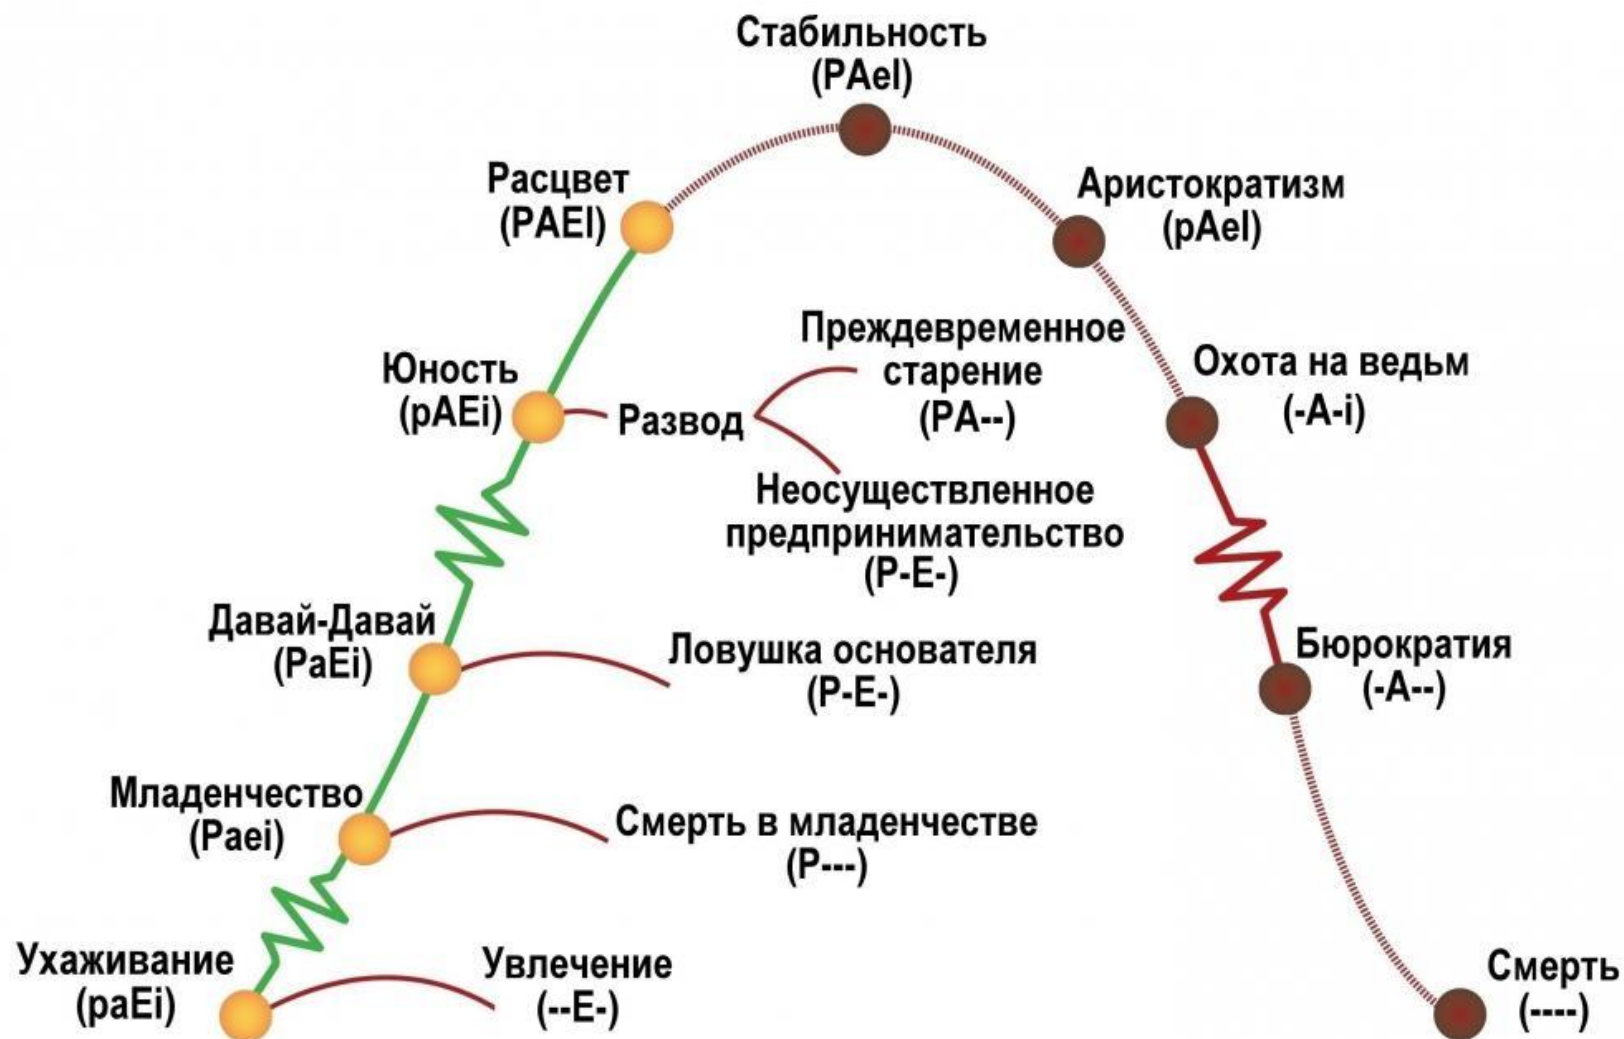 Стабильность
(PAeI)
Расцвет
(PAEI)
Аристократизм
(pAeI)
Преждевременное
старение
(PA--)
Юность
(pAEi)
Развод
Охота на ведьм
(-A-i)
Неосуществленное
предпринимательство
(P-E-)
Давай-Давай
(PaEi)
Ловушка основателя
(P-E-)
Бюрократия
(-A--)
Младенчество
(Paei)
Смерть в младенчестве
(P---)
Ухаживание
(paEi)
Увлечение
(--E-)
Смерть
(----)